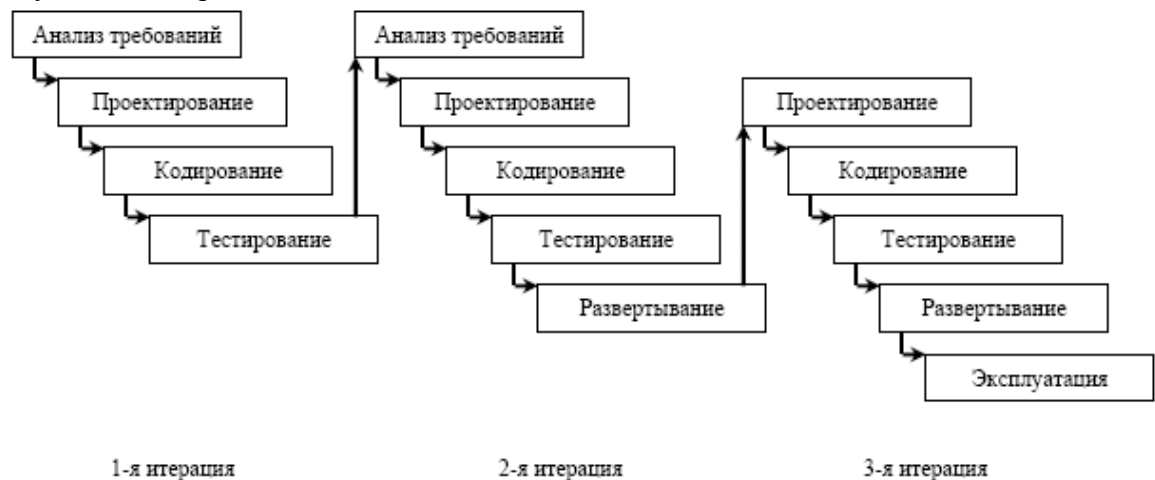 Анализ требований
Проектирование
Кодирование
Тестирование
Анализ требований
Проектирование
Кодирование
Тестирование
Развертывание
Проектирование
Кодирование
Тестирование
Развертывание
Эксплуатация
1-я итерация
2-я итерация
3-я итерация